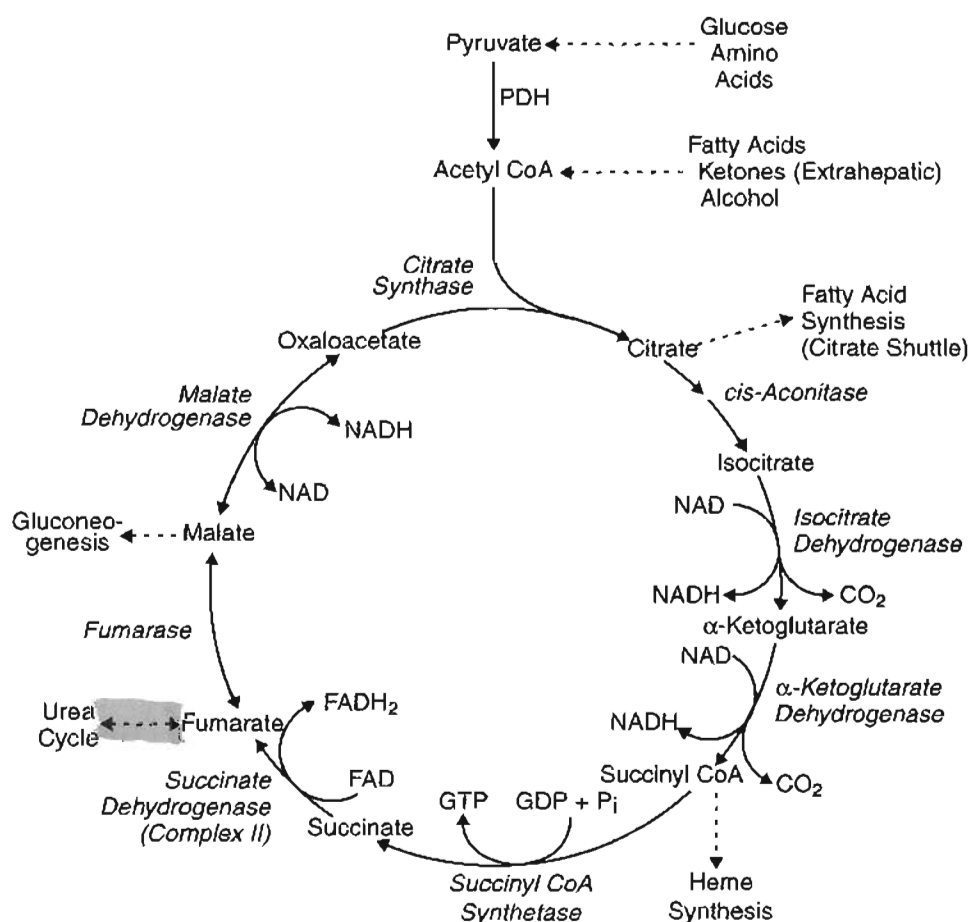 Glucose
Pyruvate
Amino
Acids
PDH
Fatty Acids
Acetyl CoA
Ketones (Extrahepatic)
Alcohol
Citrate
Synthase
Fatty Acid
Synthesis
(Citrate Shuttle)
Oxaloacetate
Citrate
cis-Aconitase
Malate
Dehydrogenase
NADH
NAD
Isocitrate
NAD
Isocitrate
Dehydrogenase
Gluconeo-
genesis
Malate
NADH
CO2
α-Ketoglutarate
Fumarase
NAD
α-Ketoglutarate
Dehydrogenase
Urea
Cycle
Fumarate
FADH2
NADH
Succinyl CoA
CO2
Succinate
Dehydrogenase
(Complex II)
FAD
GTP
GDP + Pi
Succinate
Succinyl CoA
Synthetase
Heme
Synthesis